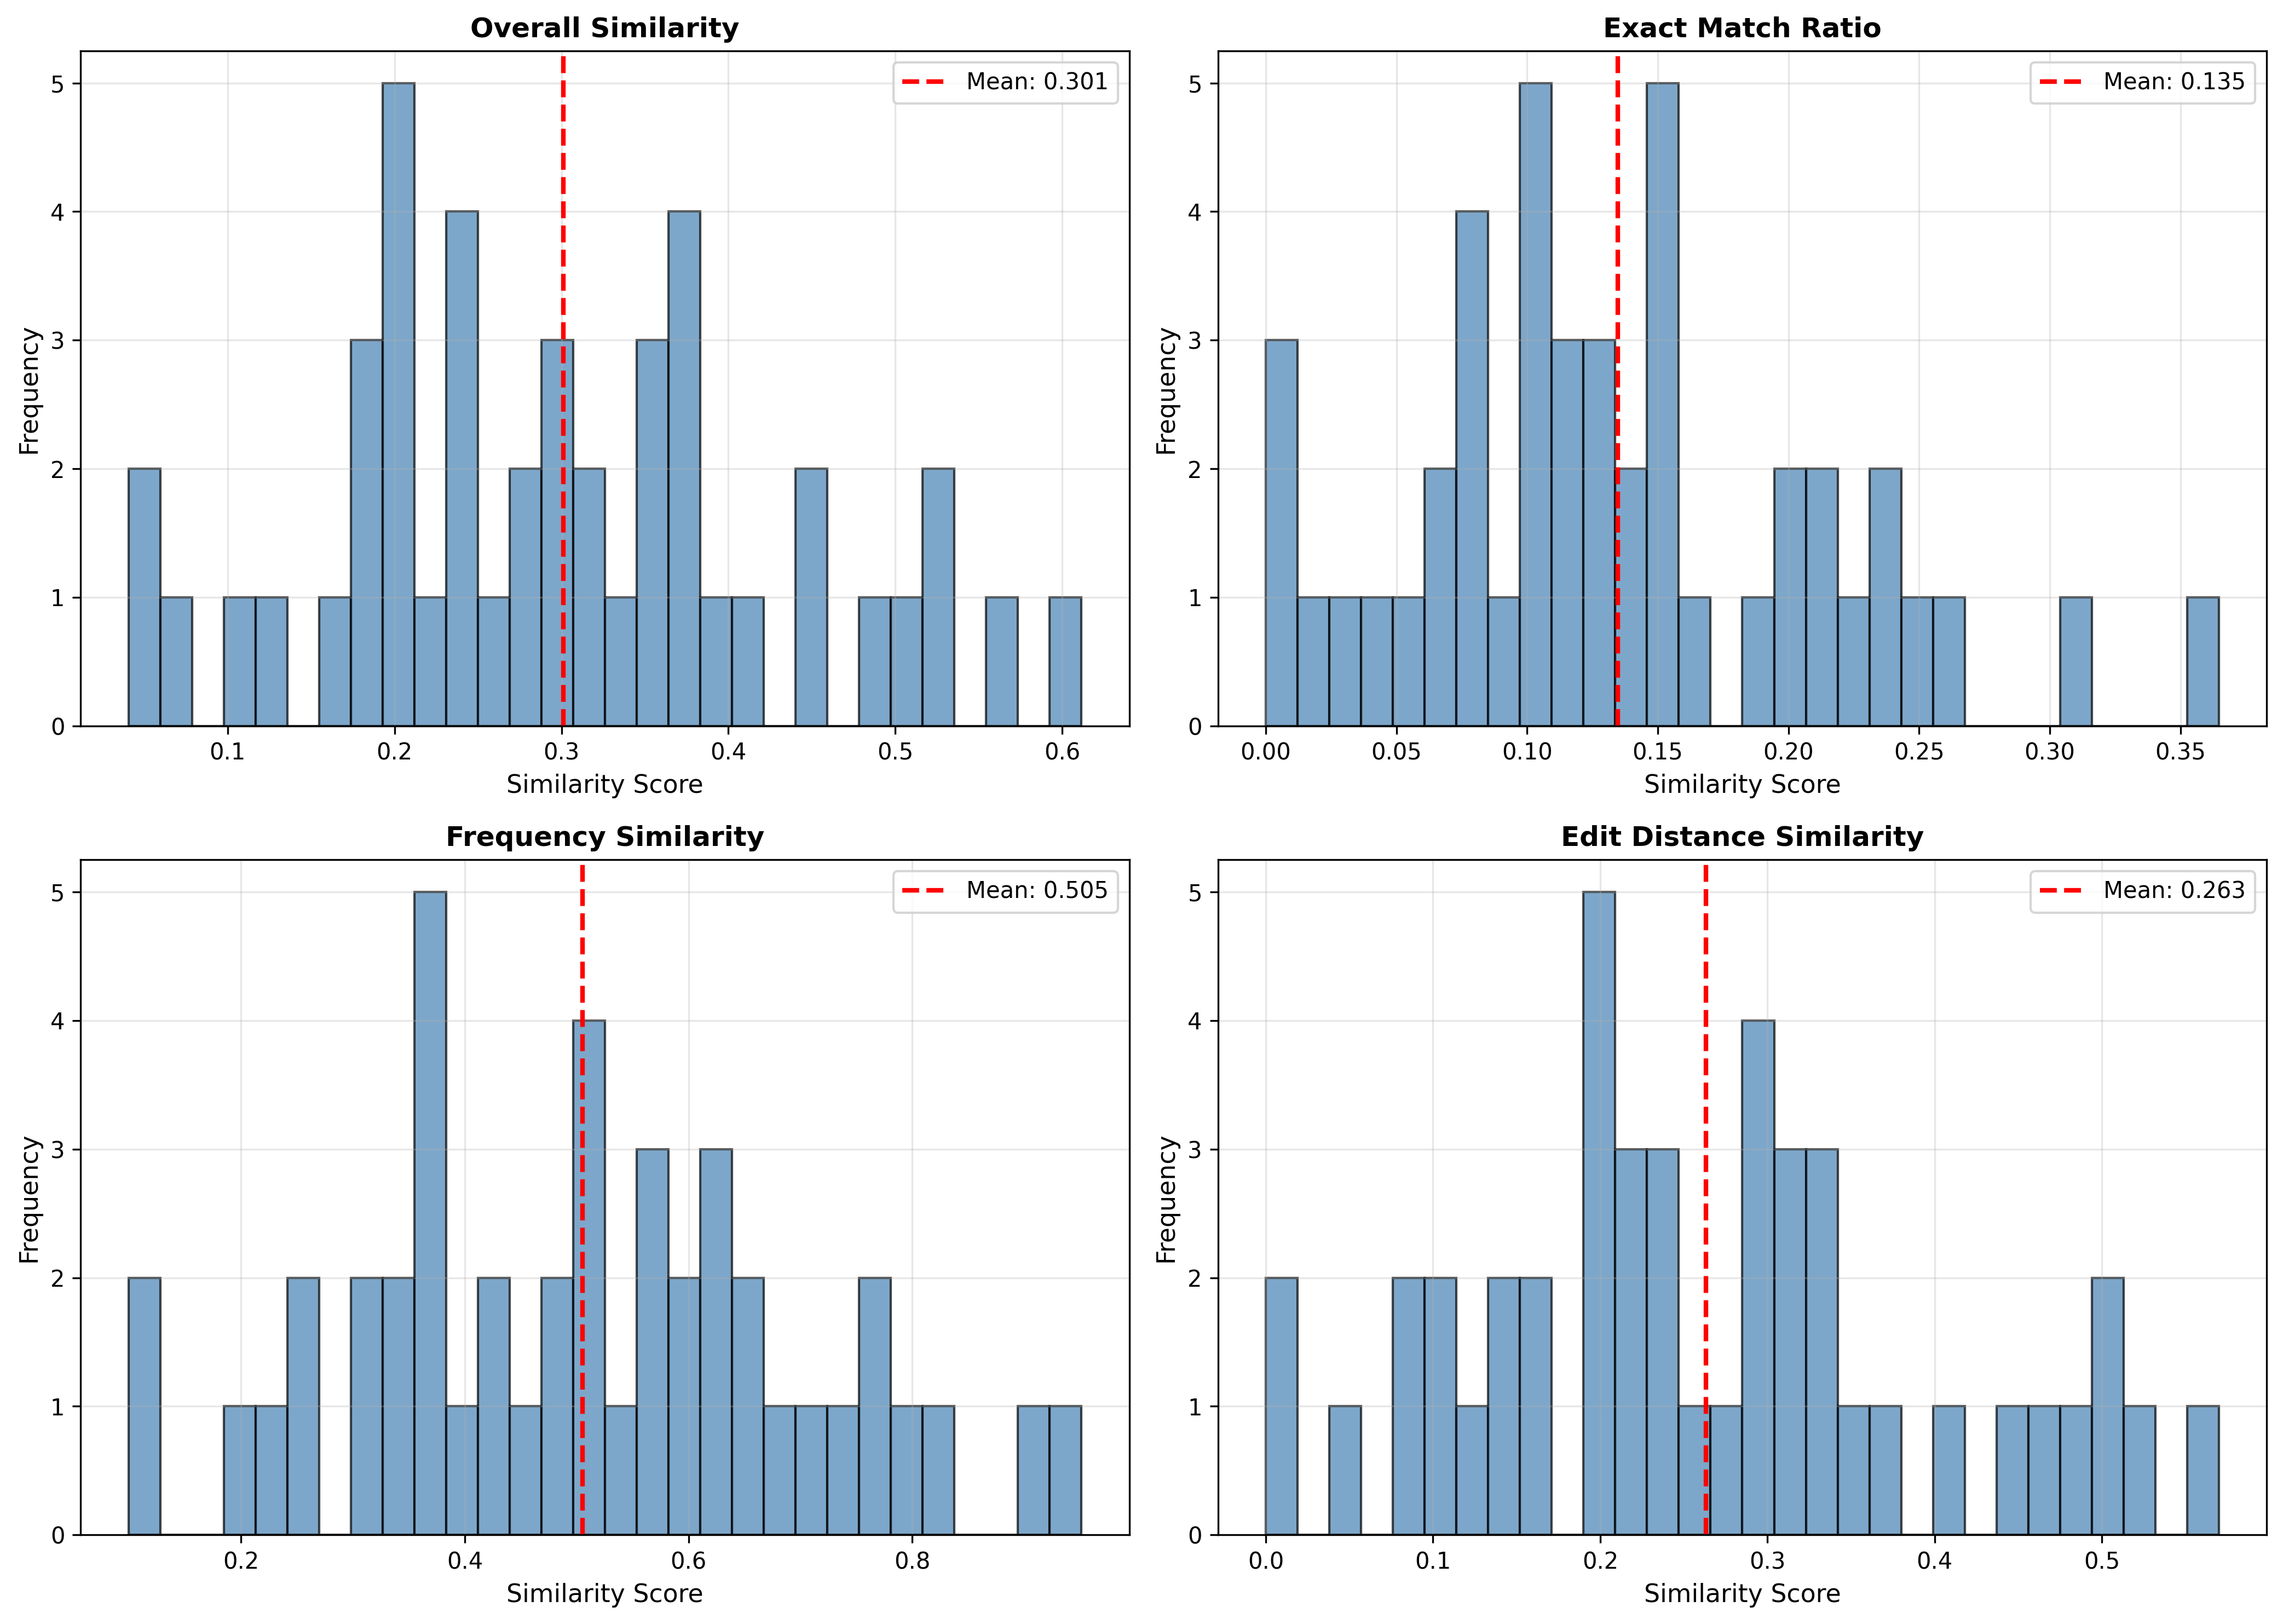 Overall Similarity
Mean: 0.301
Frequency
5
4
3
2
1
0
0.1 0.2 0.3 0.4 0.5 0.6
Similarity Score
Exact Match Ratio
Mean: 0.135
Frequency
5
4
3
2
1
0
0.00 0.05 0.10 0.15 0.20 0.25 0.30 0.35
Similarity Score
Frequency Similarity
Mean: 0.505
Frequency
5
4
3
2
1
0
0.2 0.4 0.6 0.8
Similarity Score
Edit Distance Similarity
Mean: 0.263
Frequency
5
4
3
2
1
0
0.0 0.1 0.2 0.3 0.4 0.5
Similarity Score